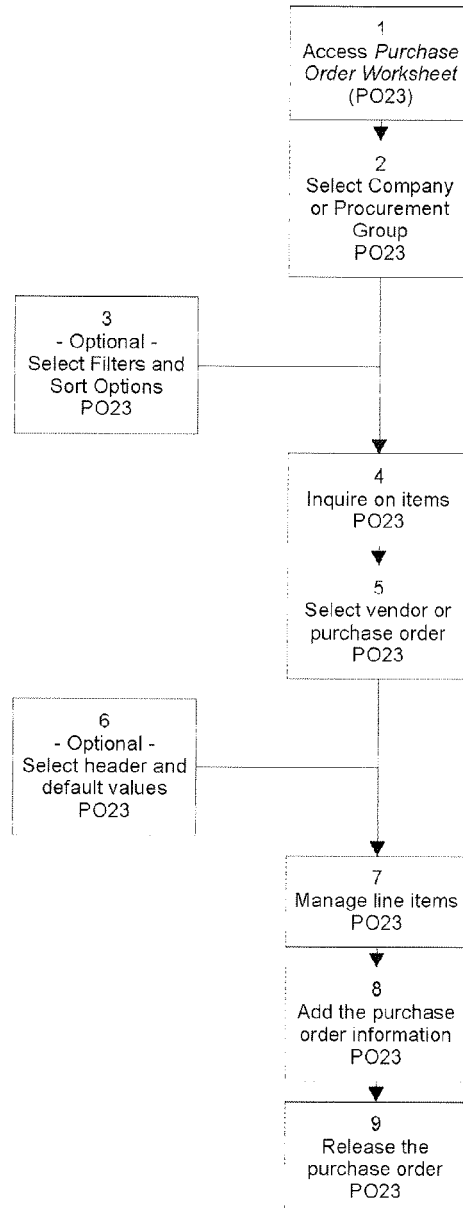 1
Access Purchase
Order Worksheet
(PO23)
2
Select Company
or Procurement
Group
PO23
3
- Optional -
Select Filters and
Sort Options
PO23
4
Inquire on items
PO23
5
Select vendor or
purchase order
PO23
6
- Optional -
Select header and
default values
PO23
7
Manage line items
PO23
8
Add the purchase
order information
PO23
9
Release the
purchase order
PO23